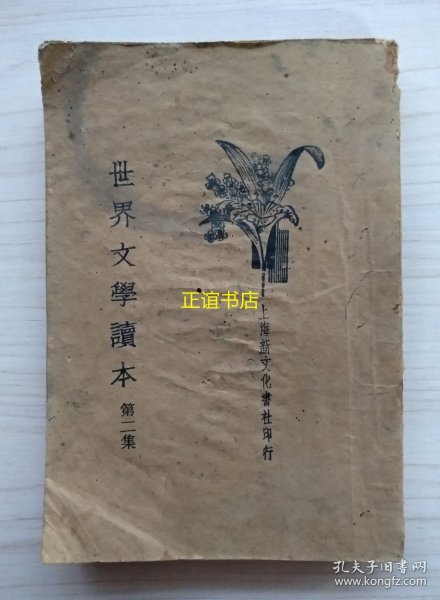 世界文學讀本
第二集
上海新文化書社印行
正谊书店
孔夫子旧书网
book.kongfz.com